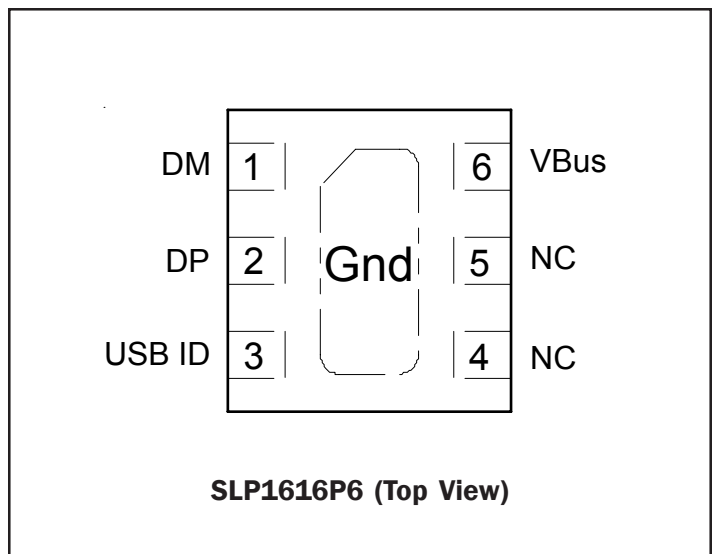 DM 1 6 VBus
DP 2 Gnd 5 NC
USB ID 3 4 NC
SLP1616P6 (Top View)